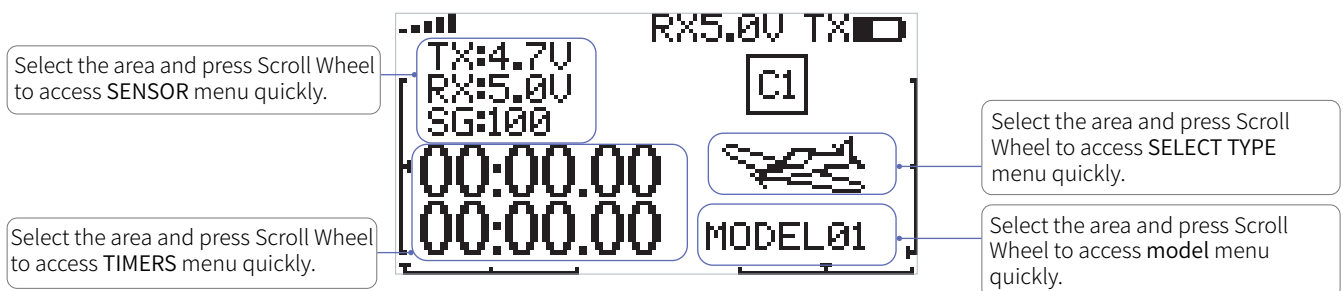 RX5.0V TX
TX:4.7V
RX:5.0V
SG:100
C1
00:00.00
00:00.00
MODEL01
Select the area and press Scroll Wheel
to access SENSOR menu quickly.
Select the area and press Scroll Wheel
to access TIMERS menu quickly.
Select the area and press Scroll
Wheel to access SELECT TYPE
menu quickly.
Select the area and press Scroll
Wheel to access model menu
quickly.